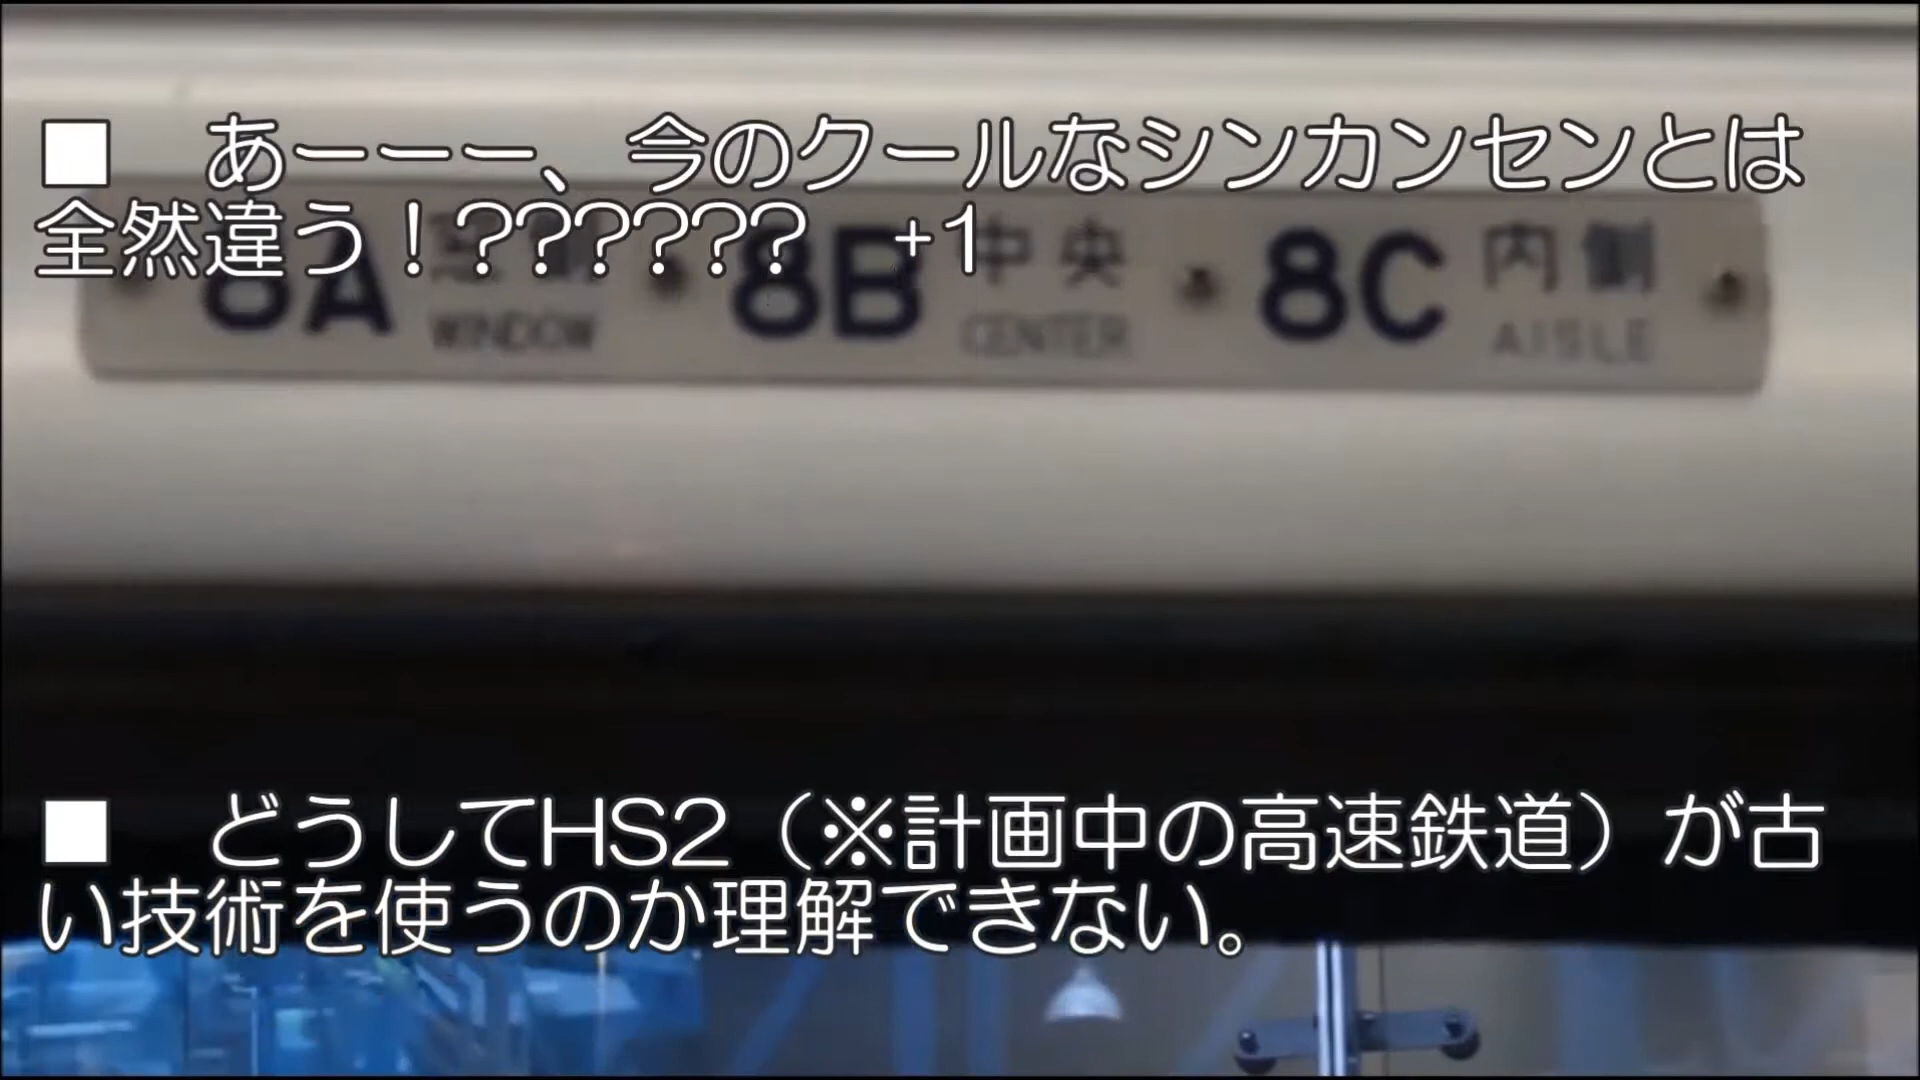 ■　あーーー、今のクールなシンカンセンとは
全然違う！？？？？？？　+1
8A 8B 中央 8C 内側
WINDOW CENTER AISLE
■　どうしてHS2（※計画中の高速鉄道）が古
い技術を使うのか理解できない。